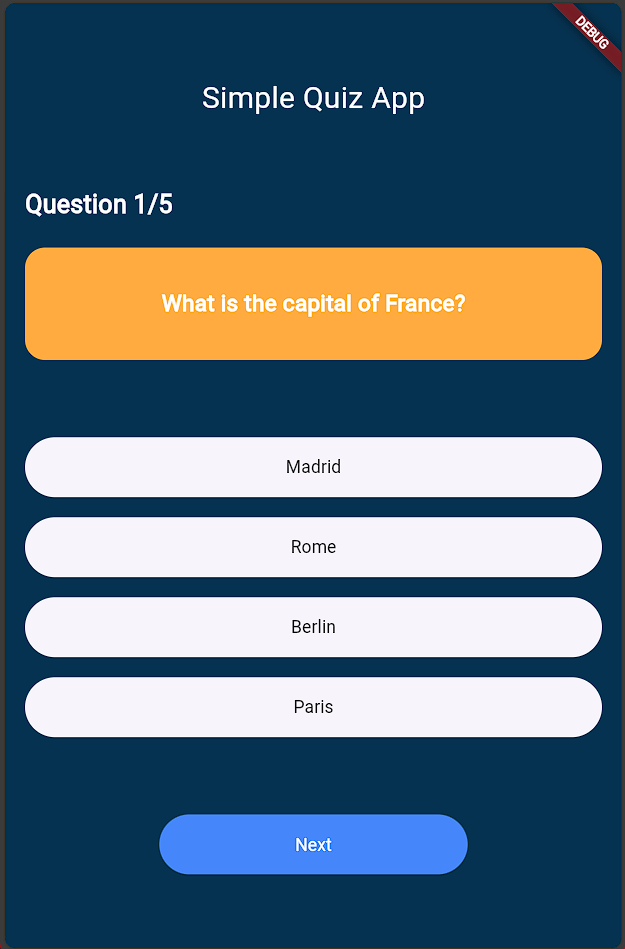 DEBUG
Simple Quiz App
Question 1/5
What is the capital of France?
Madrid
Rome
Berlin
Paris
Next